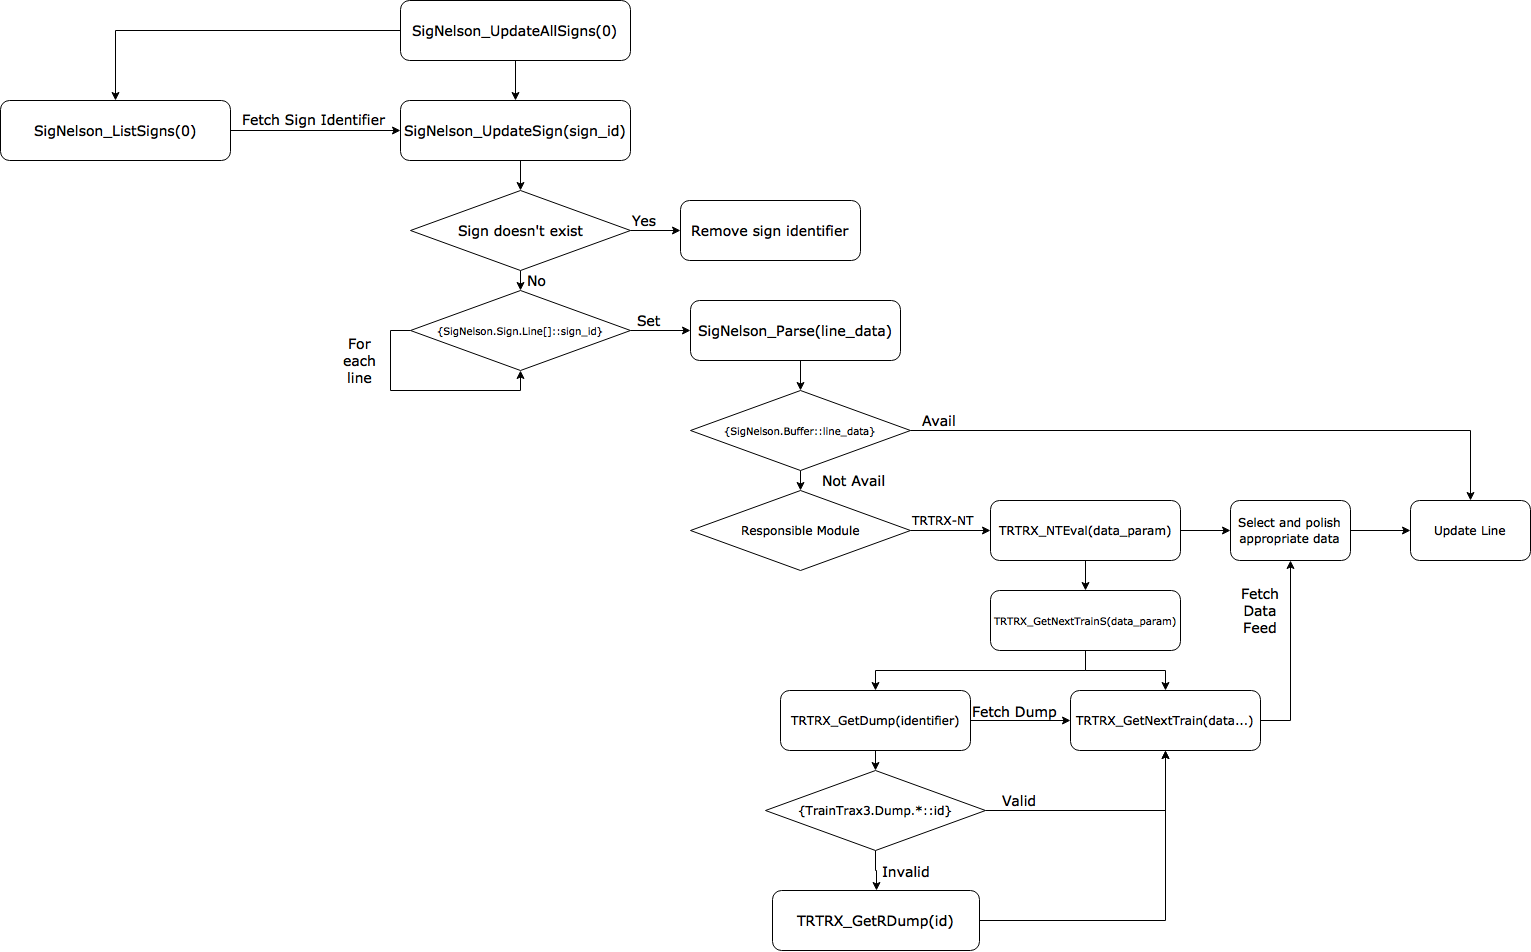 SigNelson_UpdateAllSigns(0)
SigNelson_ListSigns(0)
Fetch Sign Identifier
SigNelson_UpdateSign(sign_id)
Sign doesn't exist
Yes
Remove sign identifier
No
{SigNelson.Sign.Line[]::sign_id}
Set
SigNelson_Parse(line_data)
For
each
line
{SigNelson.Buffer::line_data}
Avail
Not Avail
Responsible Module
TRTRX-NT
TRTRX_NTEval(data_param)
Select and polish
appropriate data
Update Line
Fetch
Data
Feed
TRTRX_GetNextTrainS(data_param)
TRTRX_GetDump(identifier)
Fetch Dump
TRTRX_GetNextTrain(data...)
{TrainTrax3.Dump.*::id}
Valid
Invalid
TRTRX_GetRDump(id)